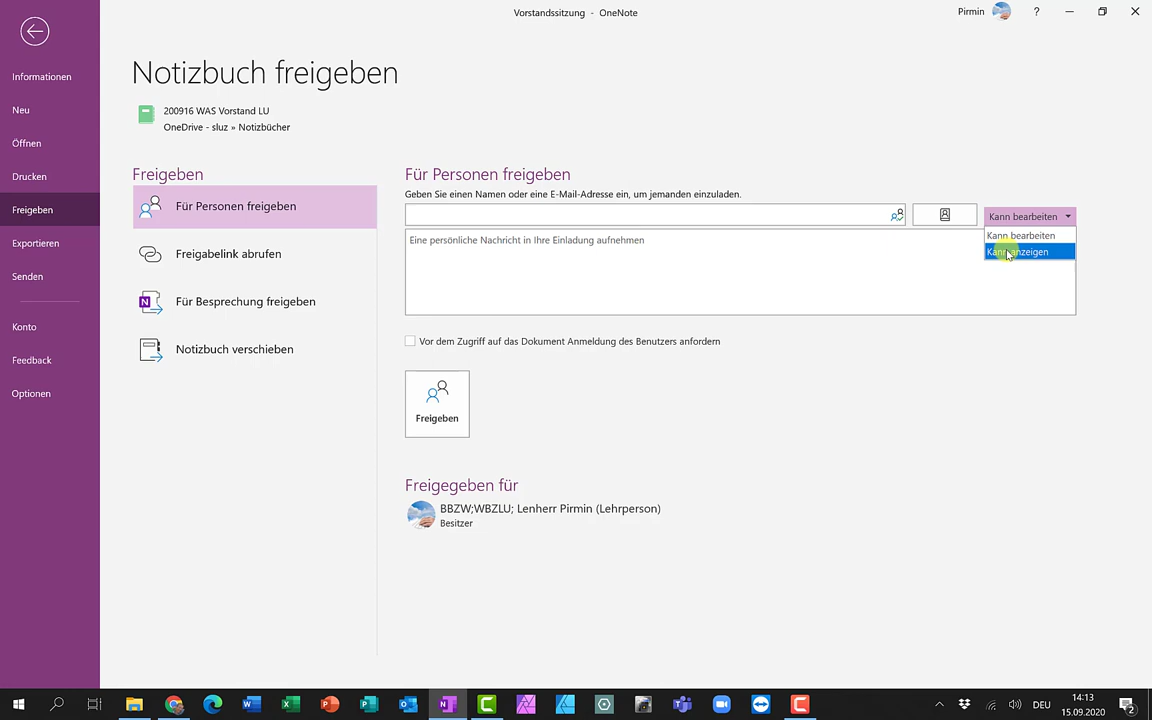 Vorstandssitzung - OneNote
Pirmin
?
Informationen
Neu
Öffnen
Drucken
Freigeben
Exportieren
Senden
Konto
Feedback
Optionen
Notizbuch freigeben
200916 WAS Vorstand LU
OneDrive - sluz » Notizbücher
Freigeben
Für Personen freigeben
Freigabelink abrufen
Für Besprechung freigeben
Notizbuch verschieben
Für Personen freigeben
Geben Sie einen Namen oder eine E-Mail-Adresse ein, um jemanden einzuladen.
Kann bearbeiten
Kann bearbeiten
Kann anzeigen
Eine persönliche Nachricht in Ihre Einladung aufnehmen
Vor dem Zugriff auf das Dokument Anmeldung des Benutzers anfordern
Freigeben
Freigegeben für
BBZW;WBZLU; Lenherr Pirmin (Lehrperson)
Besitzer
DEU
14:13
15.09.2020
2